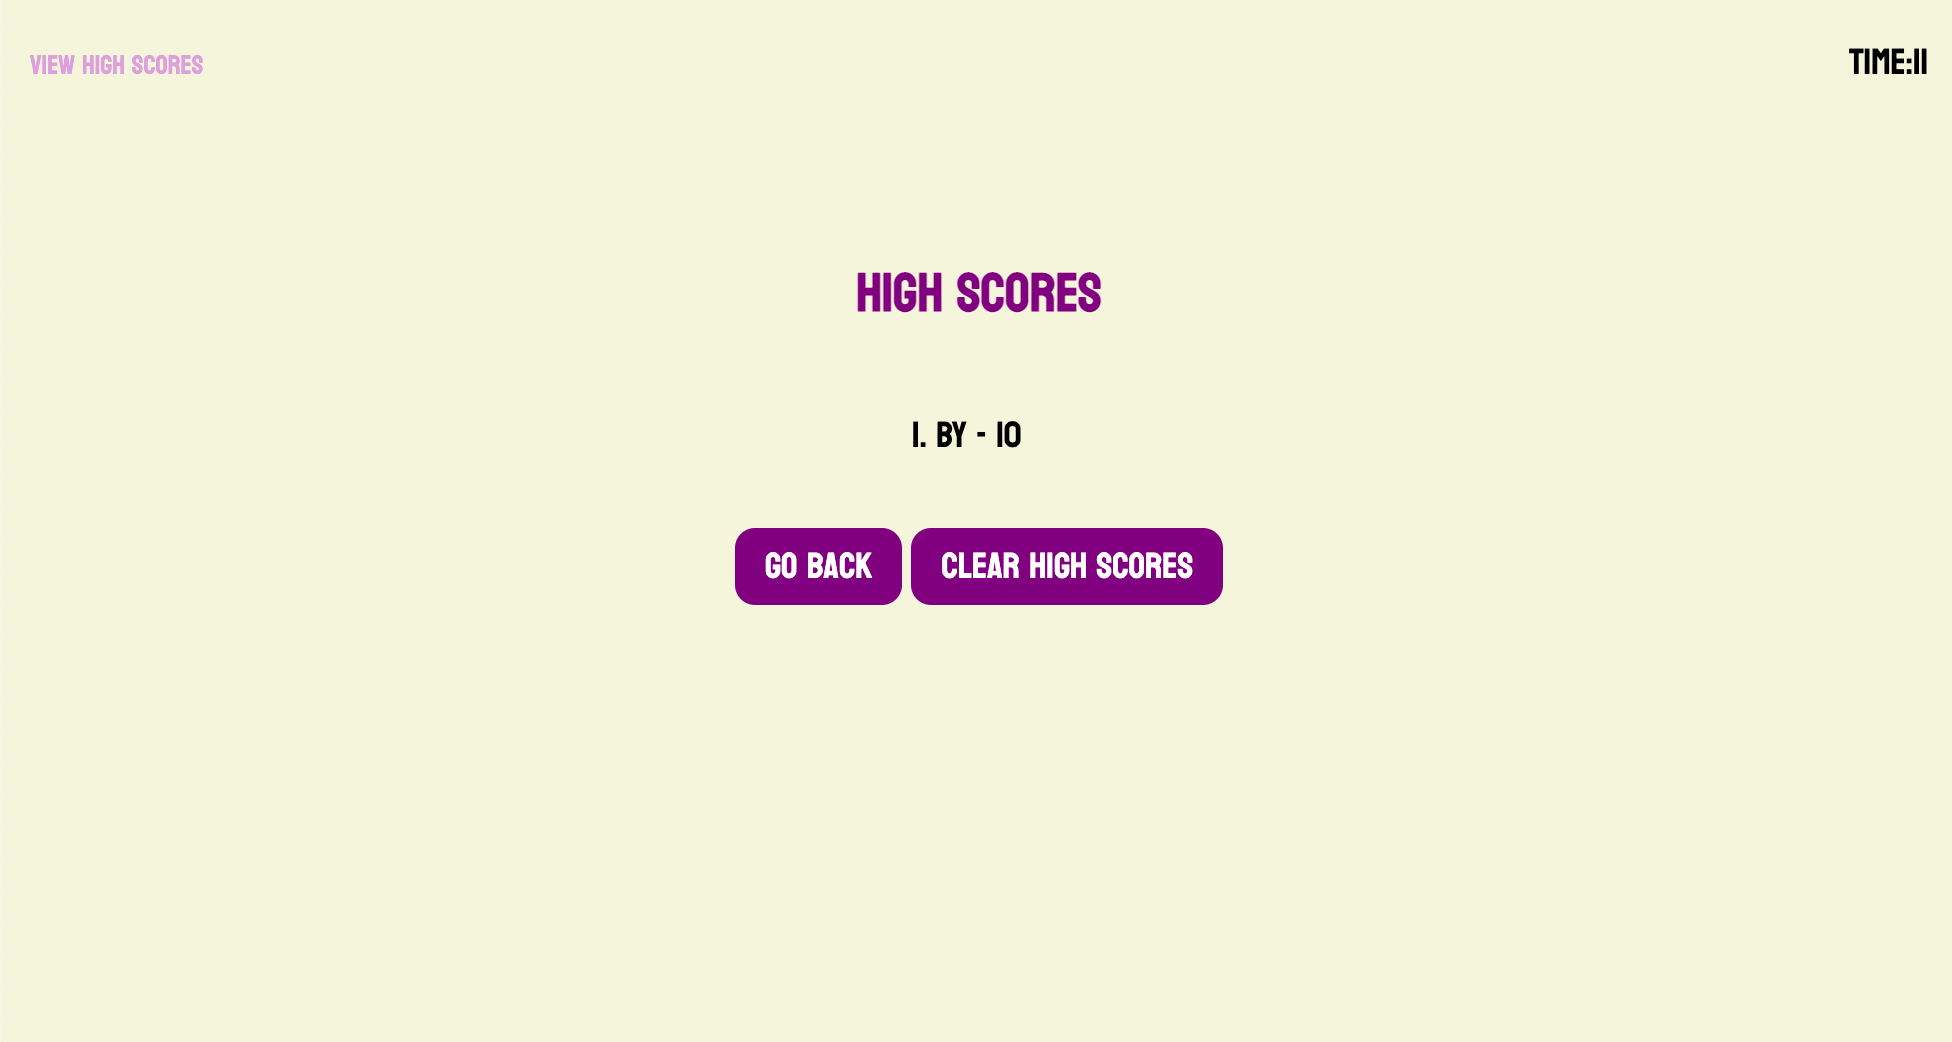 VIEW HIGH SCORES
TIME:11
HIGH SCORES
1. BY - 10
GO BACK
CLEAR HIGH SCORES